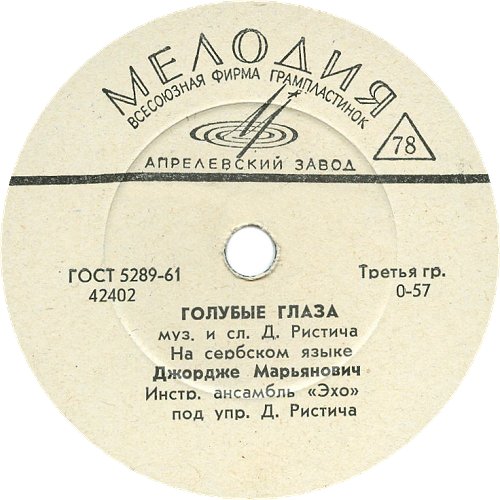 МЕЛОДИЯ
ВСЕСОЮЗНАЯ ФИРМА ГРАМПЛАСТИНОК
78
АПРЕЛЕВСКИЙ ЗАВОД
ГОСТ 5289-61
42402
Третья гр.
0-57
ГОЛУБЫЕ ГЛАЗА
муз. и сл. Д. Ристича
На сербском языке
Джордже Марьянович
Инстр. ансамбль «Эхо»
под упр. Д. Ристича